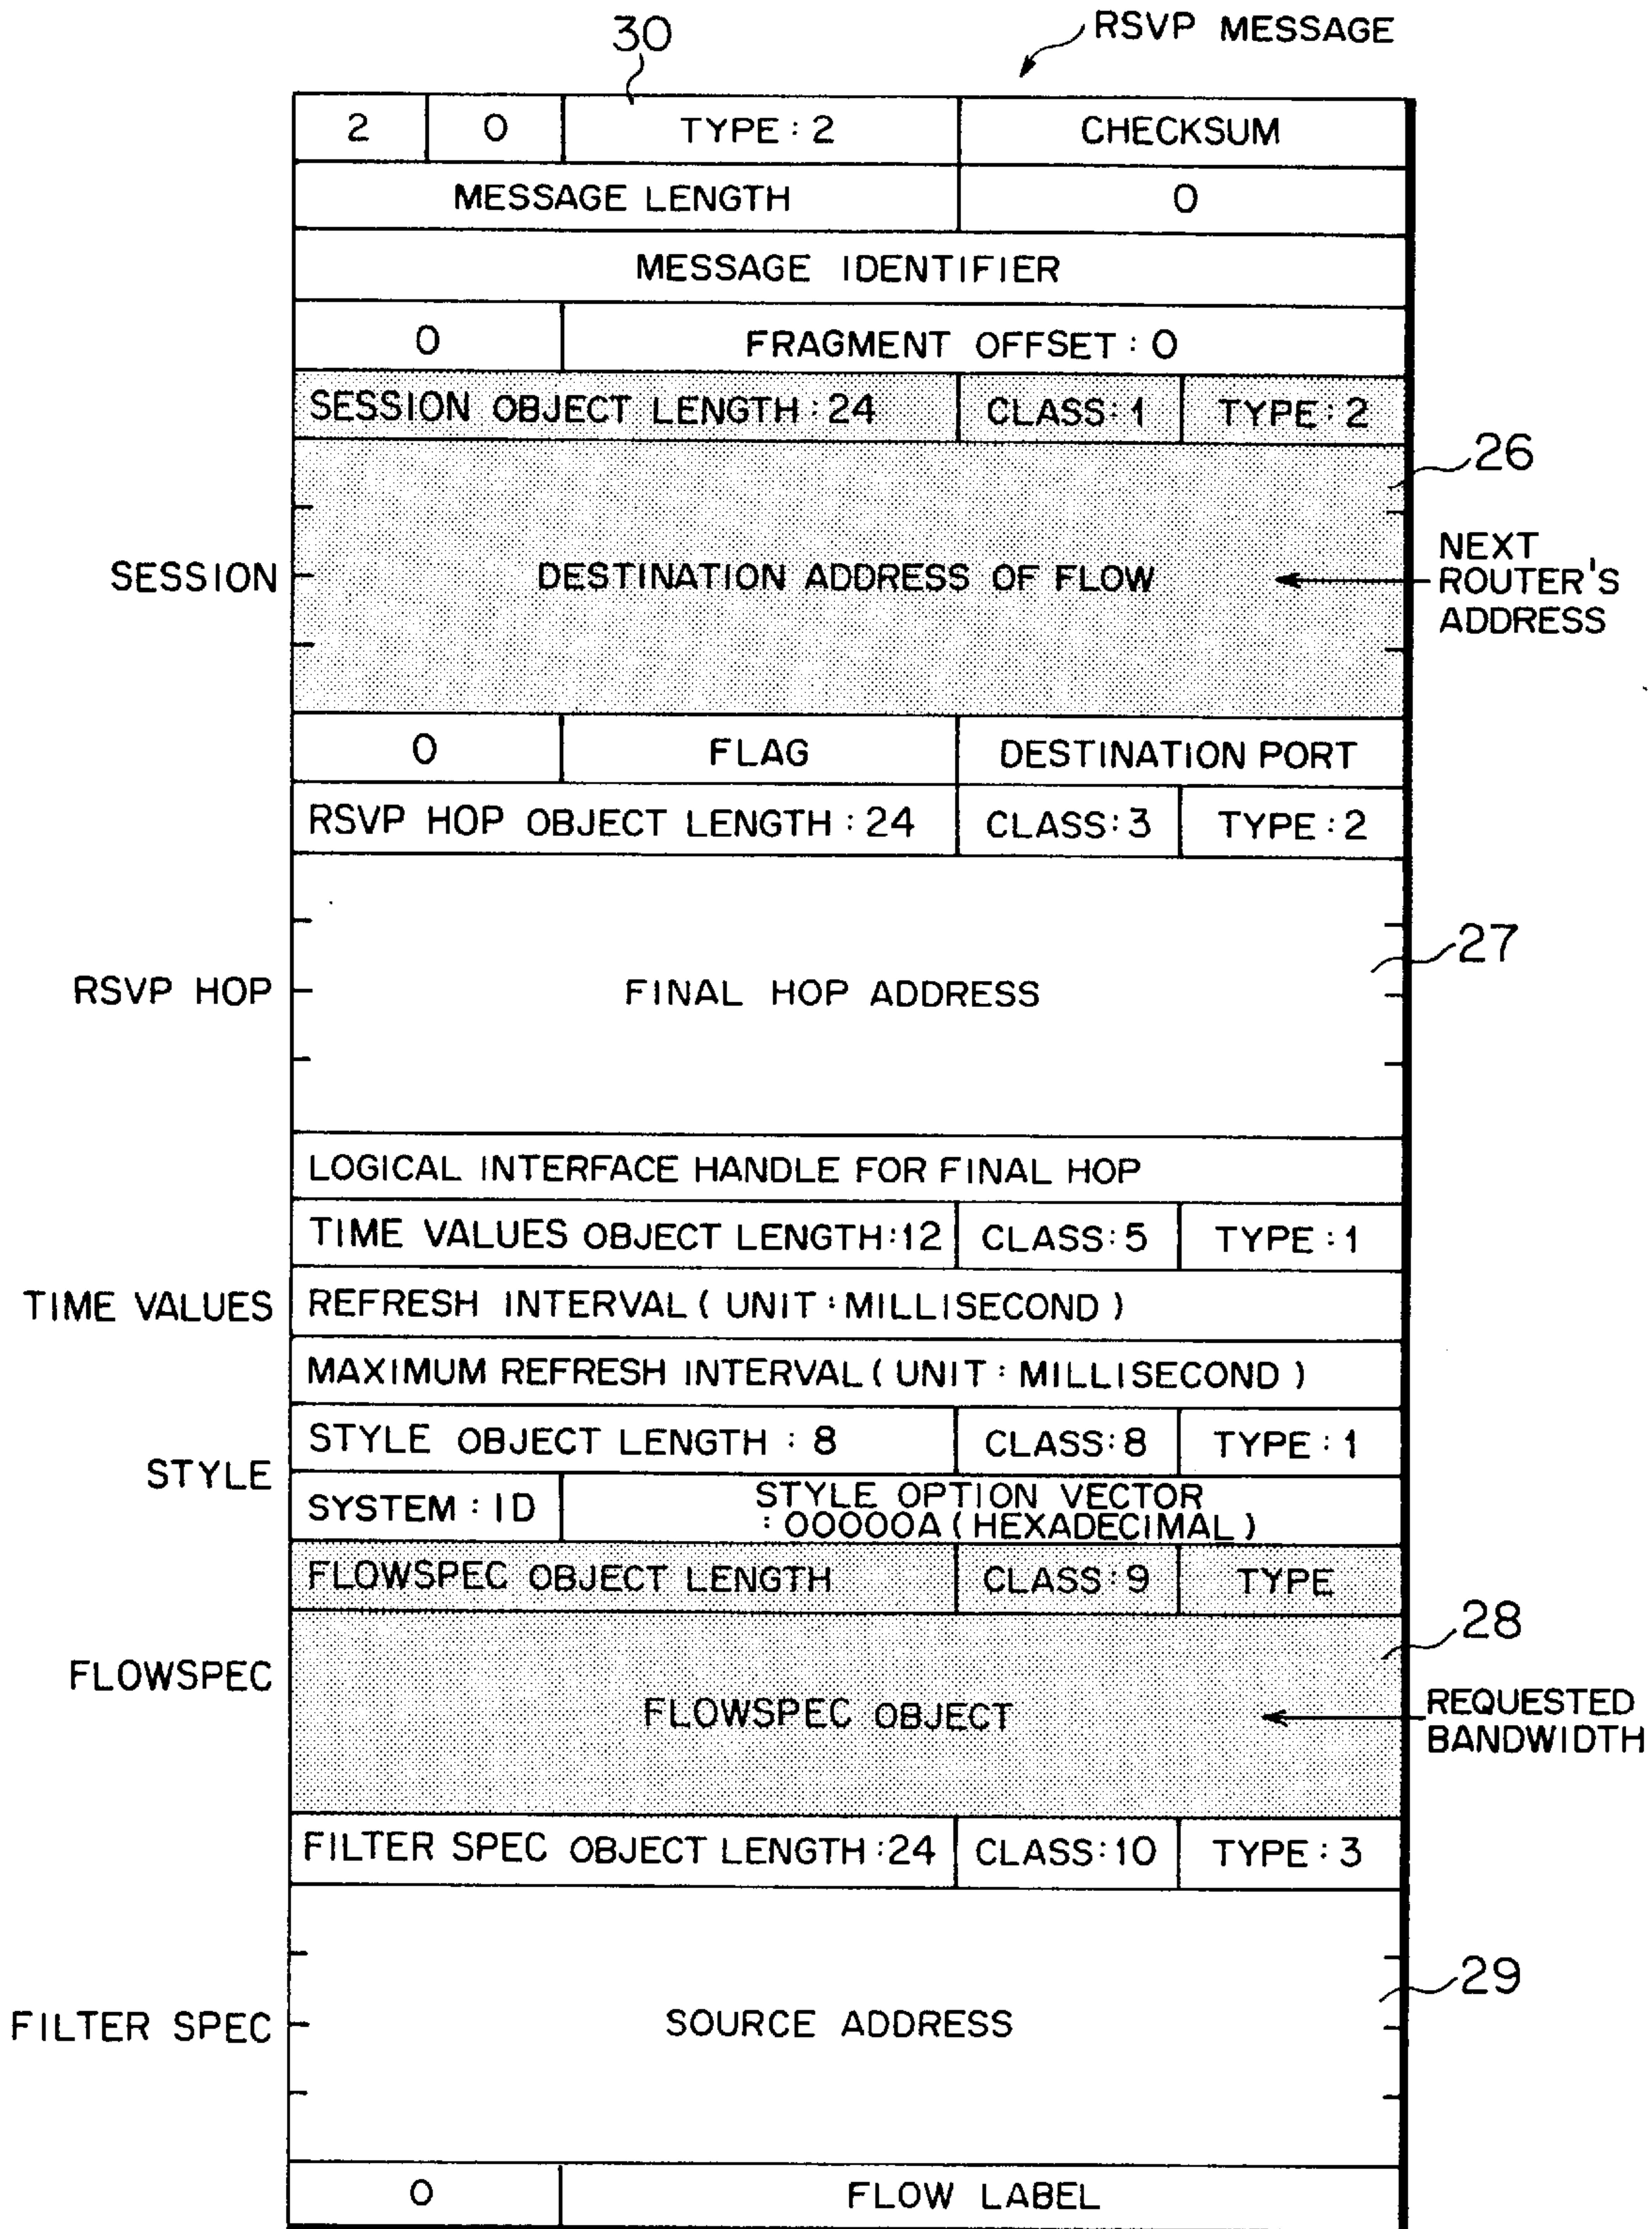 30
RSVP MESSAGE
2 0 TYPE : 2 CHECKSUM
MESSAGE LENGTH 0
MESSAGE IDENTIFIER
0 FRAGMENT OFFSET : 0
SESSION OBJECT LENGTH : 24 CLASS : 1 TYPE : 2
26
SESSION
DESTINATION ADDRESS OF FLOW
NEXT
ROUTER'S
ADDRESS
0 FLAG DESTINATION PORT
RSVP HOP OBJECT LENGTH : 24 CLASS : 3 TYPE : 2
27
RSVP HOP
FINAL HOP ADDRESS
LOGICAL INTERFACE HANDLE FOR FINAL HOP
TIME VALUES OBJECT LENGTH : 12 CLASS : 5 TYPE : 1
TIME VALUES
REFRESH INTERVAL ( UNIT : MILLISECOND )
MAXIMUM REFRESH INTERVAL ( UNIT : MILLISECOND )
STYLE OBJECT LENGTH : 8 CLASS : 8 TYPE : 1
STYLE
SYSTEM : ID
STYLE OPTION VECTOR
: 00000A ( HEXADECIMAL )
FLOWSPEC OBJECT LENGTH CLASS : 9 TYPE
28
FLOWSPEC
FLOWSPEC OBJECT
REQUESTED
BANDWIDTH
FILTER SPEC OBJECT LENGTH : 24 CLASS : 10 TYPE : 3
29
FILTER SPEC
SOURCE ADDRESS
0 FLOW LABEL